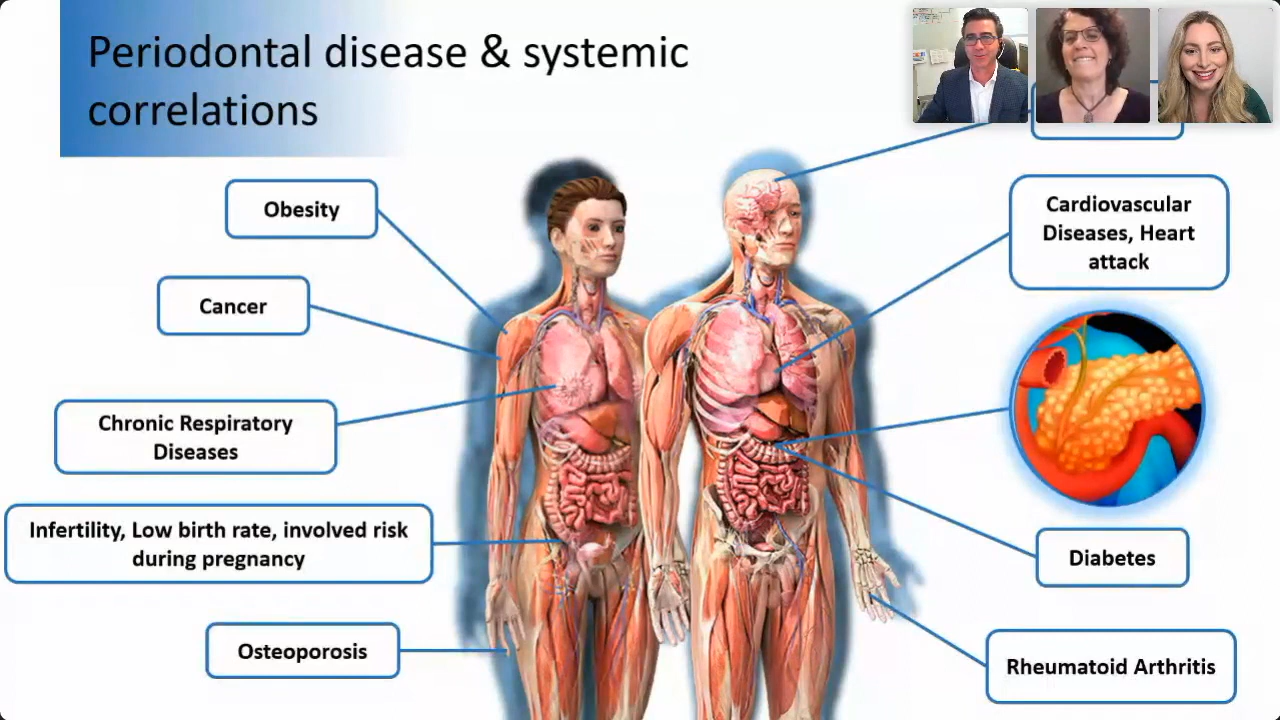 Periodontal disease & systemic
correlations
Obesity
Cancer
Chronic Respiratory
Diseases
Infertility, Low birth rate, involved risk
during pregnancy
Osteoporosis
Cardiovascular
Diseases, Heart
attack
Diabetes
Rheumatoid Arthritis